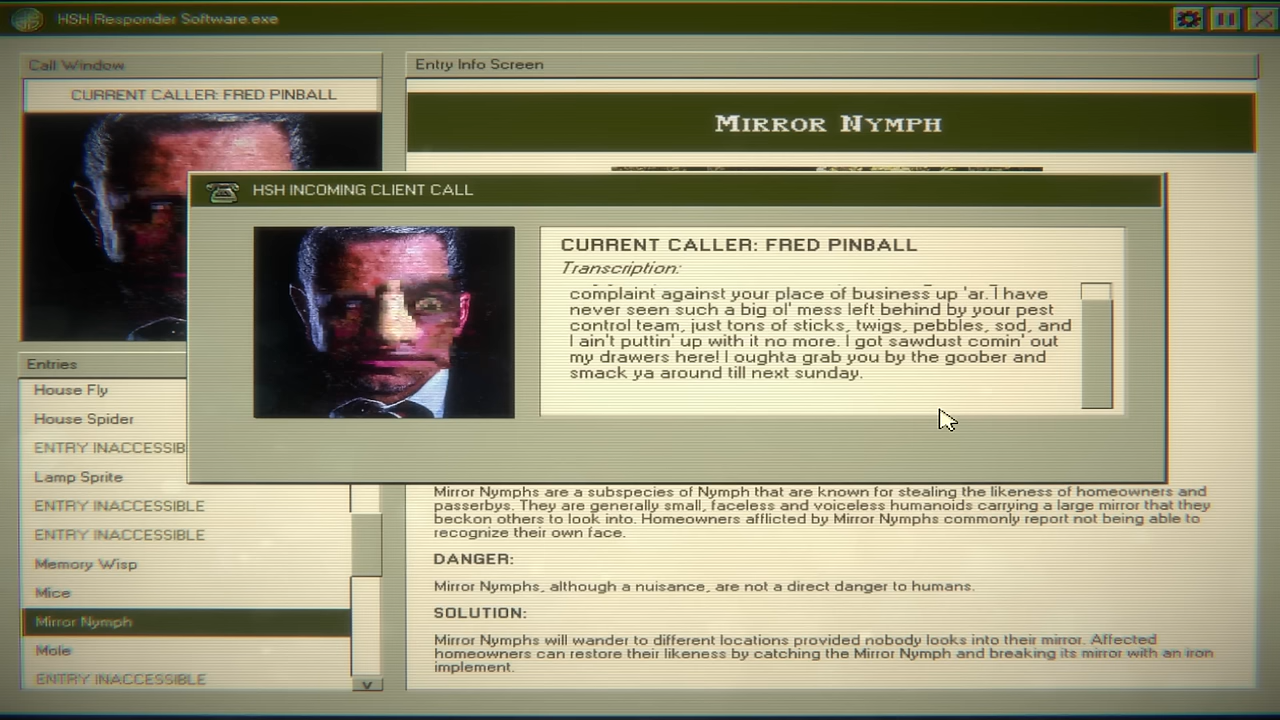 HSH Responder Software.exe
Call Window
CURRENT CALLER: FRED PINBALL
Entry Info Screen
MIRROR NYMPH
HSH INCOMING CLIENT CALL
CURRENT CALLER: FRED PINBALL
Transcription:
complaint against your place of business up 'ar. I have
never seen such a big ol' mess left behind by your pest
control team, just tons of sticks, twigs, pebbles, sod, and
I ain't puttin' up with it no more. I got sawdust comin' out
my drawers here! I oughta grab you by the goober and
smack ya around till next sunday.
Entries
House Fly
House Spider
ENTRY INACCESSIB
Lamp Sprite
ENTRY INACCESSIBLE
ENTRY INACCESSIBLE
Memory Wisp
Mice
Mirror Nymph
Mole
ENTRY INACCESSIBLE
Mirror Nymphs are a subspecies of Nymph that are known for stealing the likeness of homeowners and
passerbys. They are generally small, faceless and voiceless humanoids carrying a large mirror that they
beckon others to look into. Homeowners afflicted by Mirror Nymphs commonly report not being able to
recognize their own face.
DANGER:
Mirror Nymphs, although a nuisance, are not a direct danger to humans.
SOLUTION:
Mirror Nymphs will wander to different locations provided nobody looks into their mirror. Affected
homeowners can restore their likeness by catching the Mirror Nymph and breaking its mirror with an iron
implement.